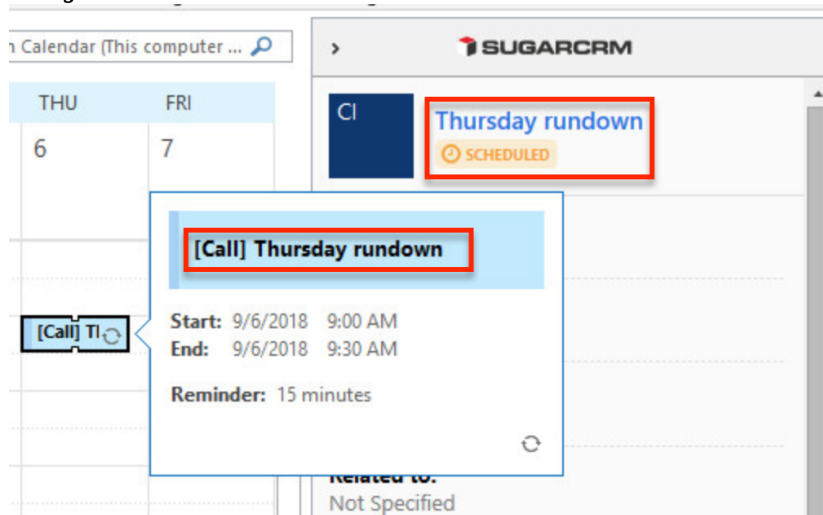 Calendar (This computer ...
SUGARCRM
THU
FRI
6
7
Cl
Thursday rundown
SCHEDULED
[Call] Thursday rundown
[Call]
Start: 9/6/2018 9:00 AM
End: 9/6/2018 9:30 AM
Reminder: 15 minutes
Related to:
Not Specified